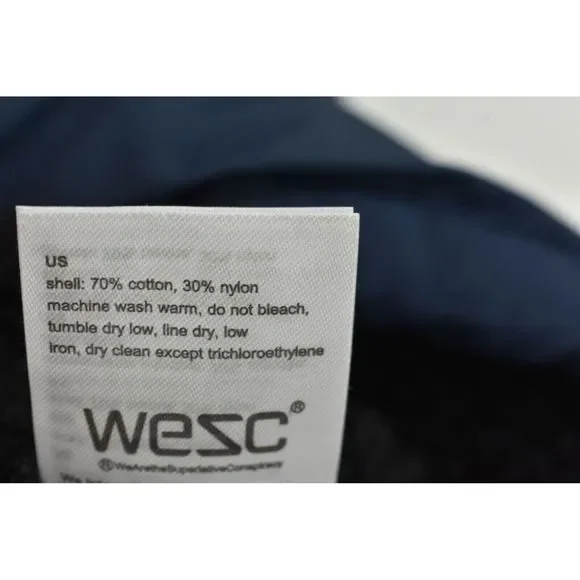 US
shell: 70% cotton, 30% nylon
machine wash warm, do not bleach,
tumble dry low, line dry, low
Iron, dry clean except trichloroethylene
wesc®
®WeAretheSuperlativeConspiracy
We